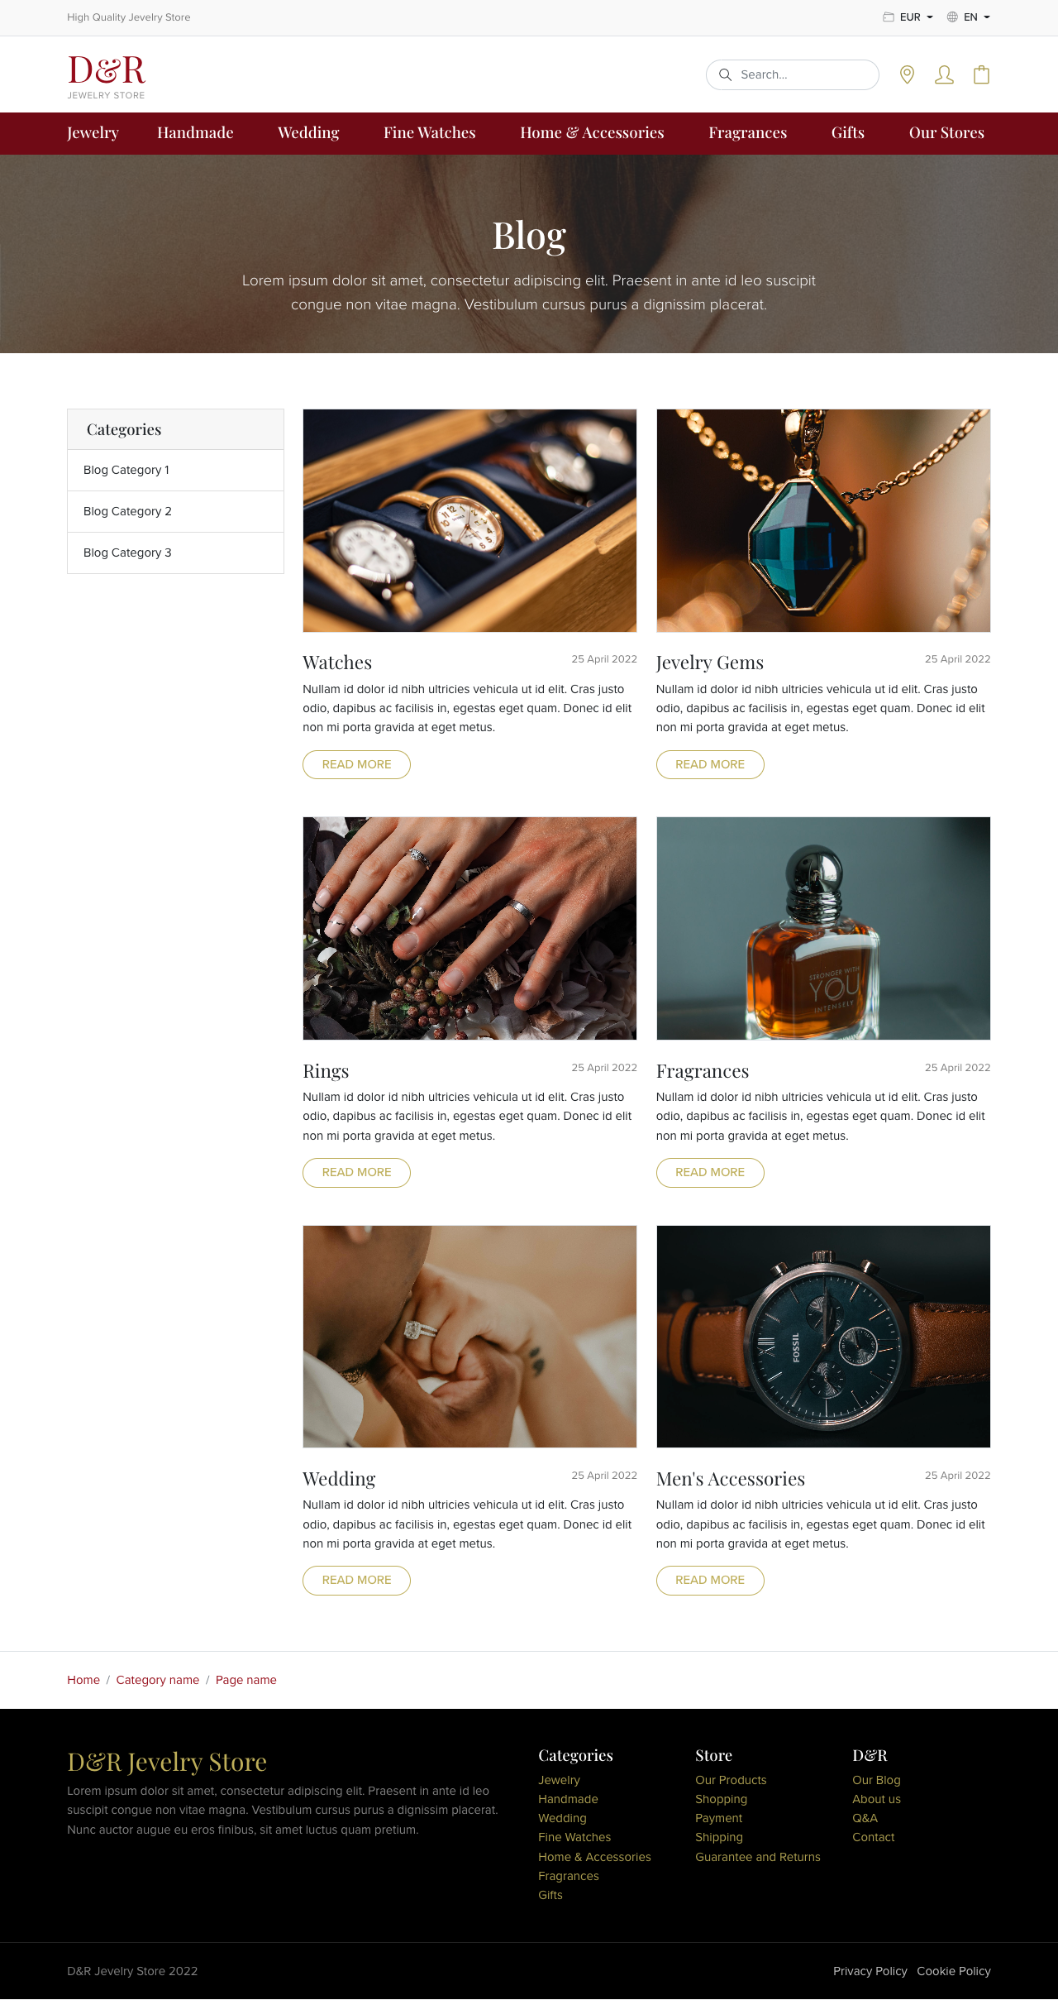 High Quality Jevelry Store
EUR
EN
D&R
JEWELRY STORE
Search...
Jewelry
Handmade
Wedding
Fine Watches
Home & Accessories
Fragrances
Gifts
Our Stores
Blog
Lorem ipsum dolor sit amet, consectetur adipiscing elit. Praesent in ante id leo suscipit
congue non vitae magna. Vestibulum cursus purus a dignissim placerat.
Categories
Blog Category 1
Blog Category 2
Blog Category 3
Watches
25 April 2022
Nullam id dolor id nibh ultricies vehicula ut id elit. Cras justo
odio, dapibus ac facilisis in, egestas eget quam. Donec id elit
non mi porta gravida at eget metus.
READ MORE
Jevelry Gems
25 April 2022
Nullam id dolor id nibh ultricies vehicula ut id elit. Cras justo
odio, dapibus ac facilisis in, egestas eget quam. Donec id elit
non mi porta gravida at eget metus.
READ MORE
Rings
25 April 2022
Nullam id dolor id nibh ultricies vehicula ut id elit. Cras justo
odio, dapibus ac facilisis in, egestas eget quam. Donec id elit
non mi porta gravida at eget metus.
READ MORE
STRONGER WITH
YOU
INTENSELY
Fragrances
25 April 2022
Nullam id dolor id nibh ultricies vehicula ut id elit. Cras justo
odio, dapibus ac facilisis in, egestas eget quam. Donec id elit
non mi porta gravida at eget metus.
READ MORE
Wedding
25 April 2022
Nullam id dolor id nibh ultricies vehicula ut id elit. Cras justo
odio, dapibus ac facilisis in, egestas eget quam. Donec id elit
non mi porta gravida at eget metus.
READ MORE
FOSSIL
Men's Accessories
25 April 2022
Nullam id dolor id nibh ultricies vehicula ut id elit. Cras justo
odio, dapibus ac facilisis in, egestas eget quam. Donec id elit
non mi porta gravida at eget metus.
READ MORE
Home / Category name / Page name
D&R Jevelry Store
Lorem ipsum dolor sit amet, consectetur adipiscing elit. Praesent in ante id leo
suscipit congue non vitae magna. Vestibulum cursus purus a dignissim placerat.
Nunc auctor augue eu eros finibus, sit amet luctus quam pretium.
Categories
Jewelry
Handmade
Wedding
Fine Watches
Home & Accessories
Fragrances
Gifts
Store
Our Products
Shopping
Payment
Shipping
Guarantee and Returns
D&R
Our Blog
About us
Q&A
Contact
D&R Jevelry Store 2022
Privacy Policy
Cookie Policy